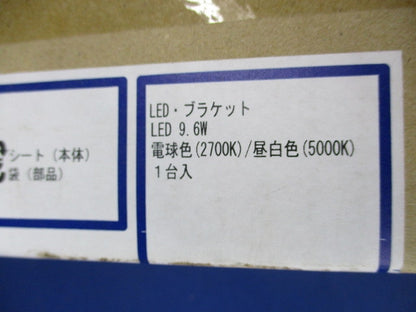 シート（本体）
袋（部品）
LED・ブラケット
LED 9.6W
電球色(2700K)/昼白色(5000K)
1台入